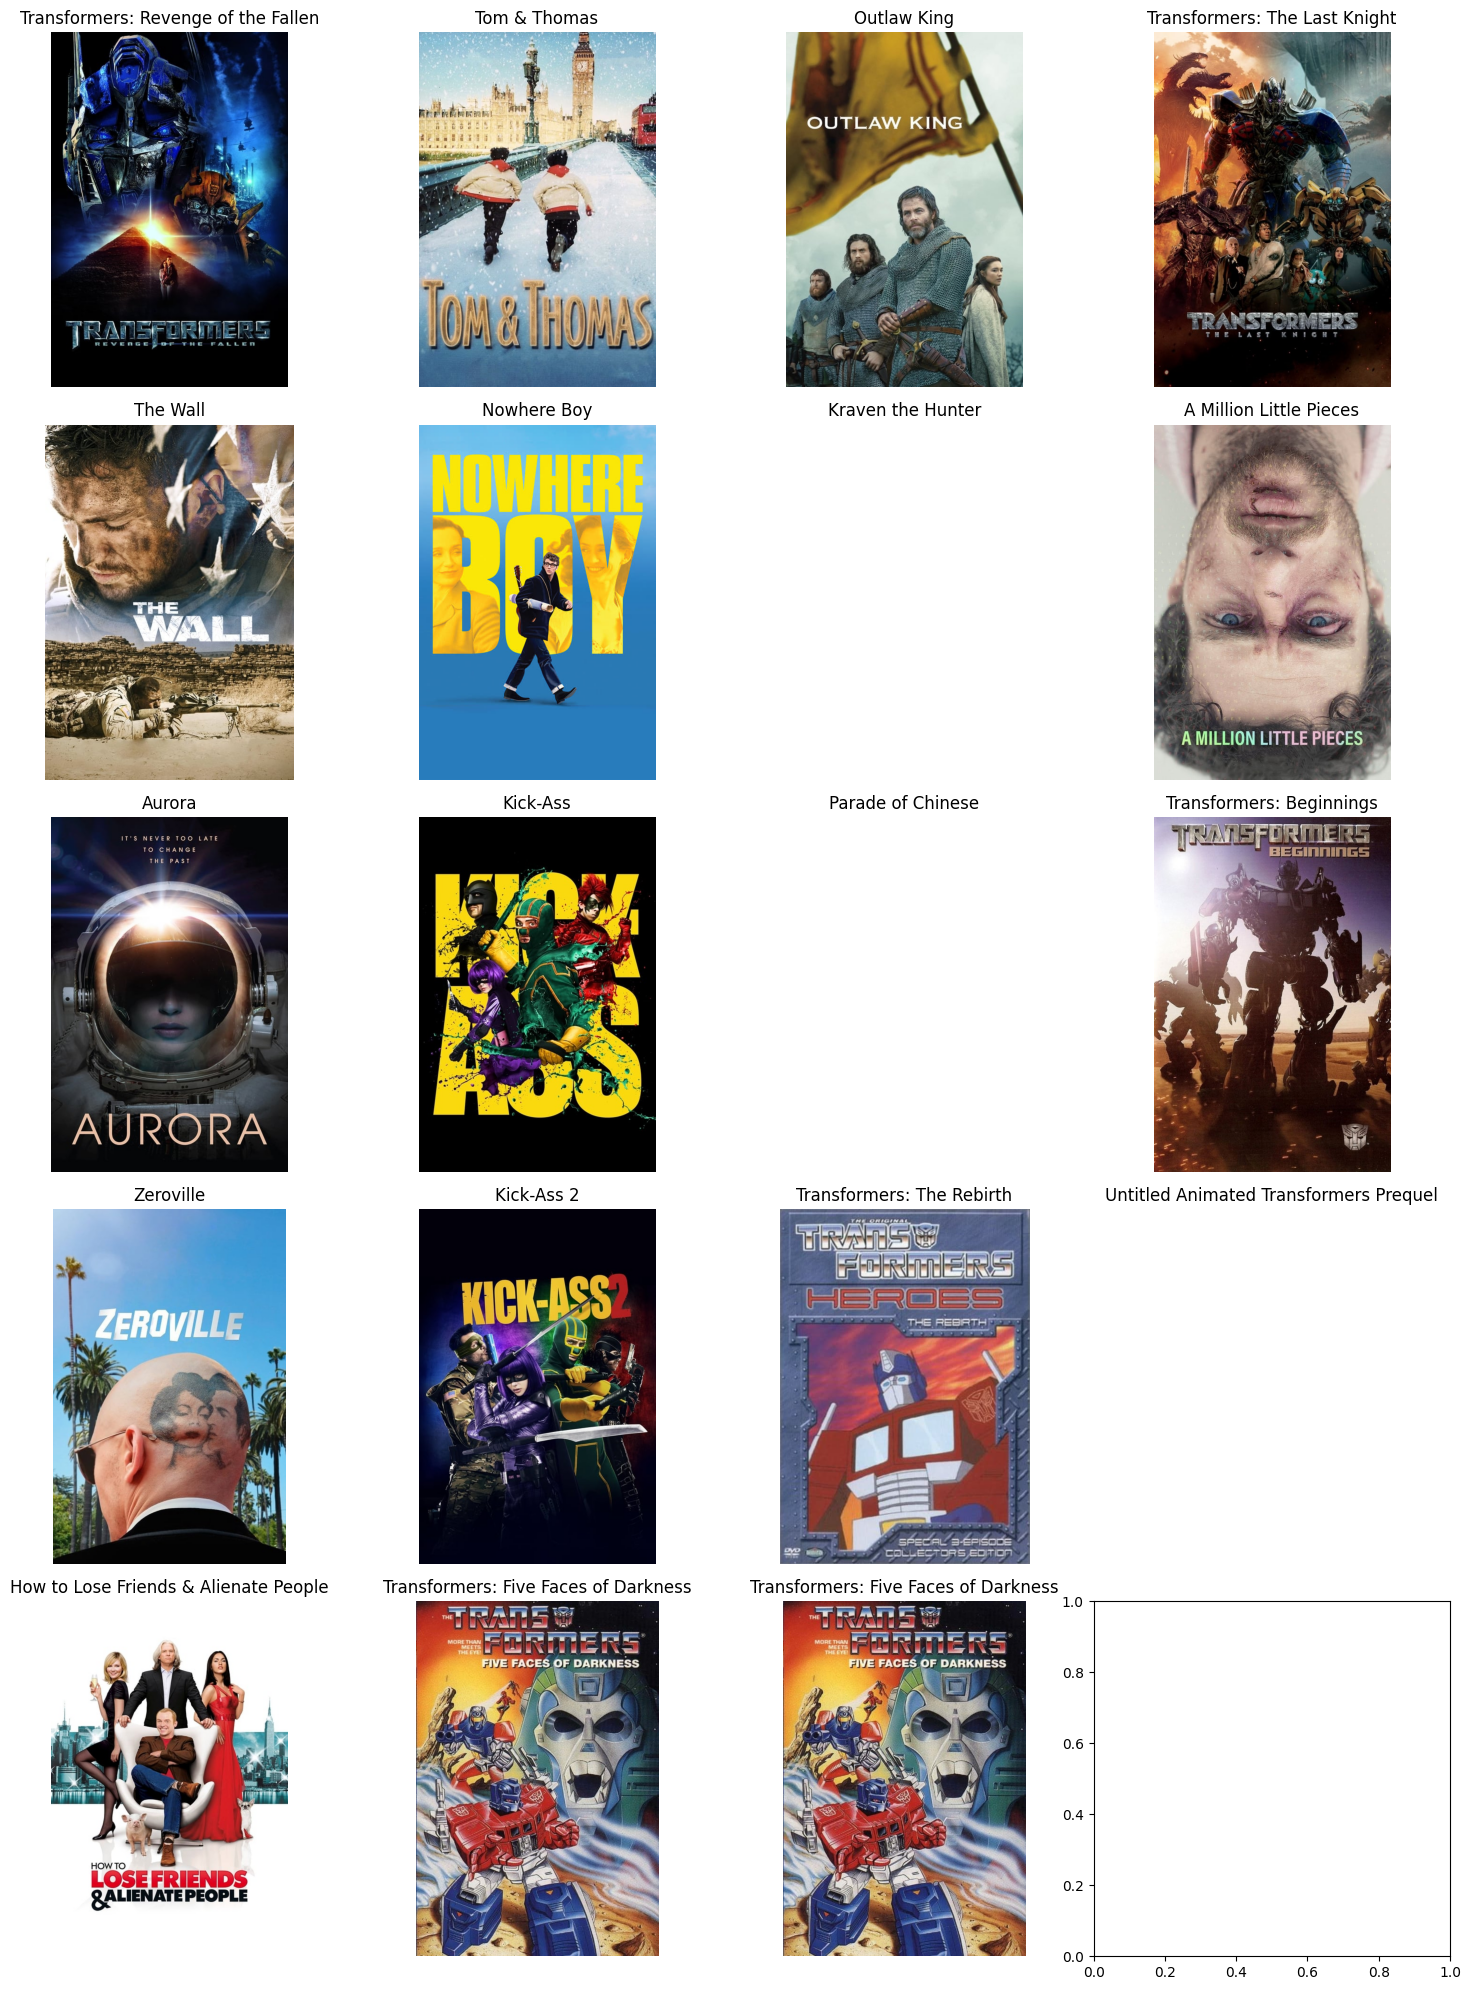 Transformers: Revenge of the Fallen
Tom & Thomas
Outlaw King
Transformers: The Last Knight
TRANSFORMERS
REVENGE OF THE FALLEN
TOM & THOMAS
OUTLAW KING
TRANSFORMERS
THE LAST KNIGHT
The Wall
Nowhere Boy
Kraven the Hunter
A Million Little Pieces
THE
WALL
NOWHERE
BOY
A MILLION LITTLE PIECES
Aurora
Kick-Ass
Parade of Chinese
Transformers: Beginnings
IT'S NEVER TOO LATE
TO CHANGE
THE PAST
AURORA
KICK
ASS
TRANSFORMERS
BEGINNINGS
Zeroville
Kick-Ass 2
Transformers: The Rebirth
Untitled Animated Transformers Prequel
ZEROVILLE
KICK-ASS 2
THE ORIGINAL
TRANS
FORMERS
HEROES
THE REBIRTH
SPECIAL 3-EPISODE
COLLECTOR'S EDITION
DVD
How to Lose Friends & Alienate People
Transformers: Five Faces of Darkness
Transformers: Five Faces of Darkness
HOW TO
LOSE FRIENDS
& ALIENATE PEOPLE
THE TRANS
MORE THAN
MEETS
THE EYE!
FORMERS®
FIVE FACES OF DARKNESS
THE TRANS
MORE THAN
MEETS
THE EYE!
FORMERS®
FIVE FACES OF DARKNESS
1.0
0.8
0.6
0.4
0.2
0.0
0.0 0.2 0.4 0.6 0.8 1.0